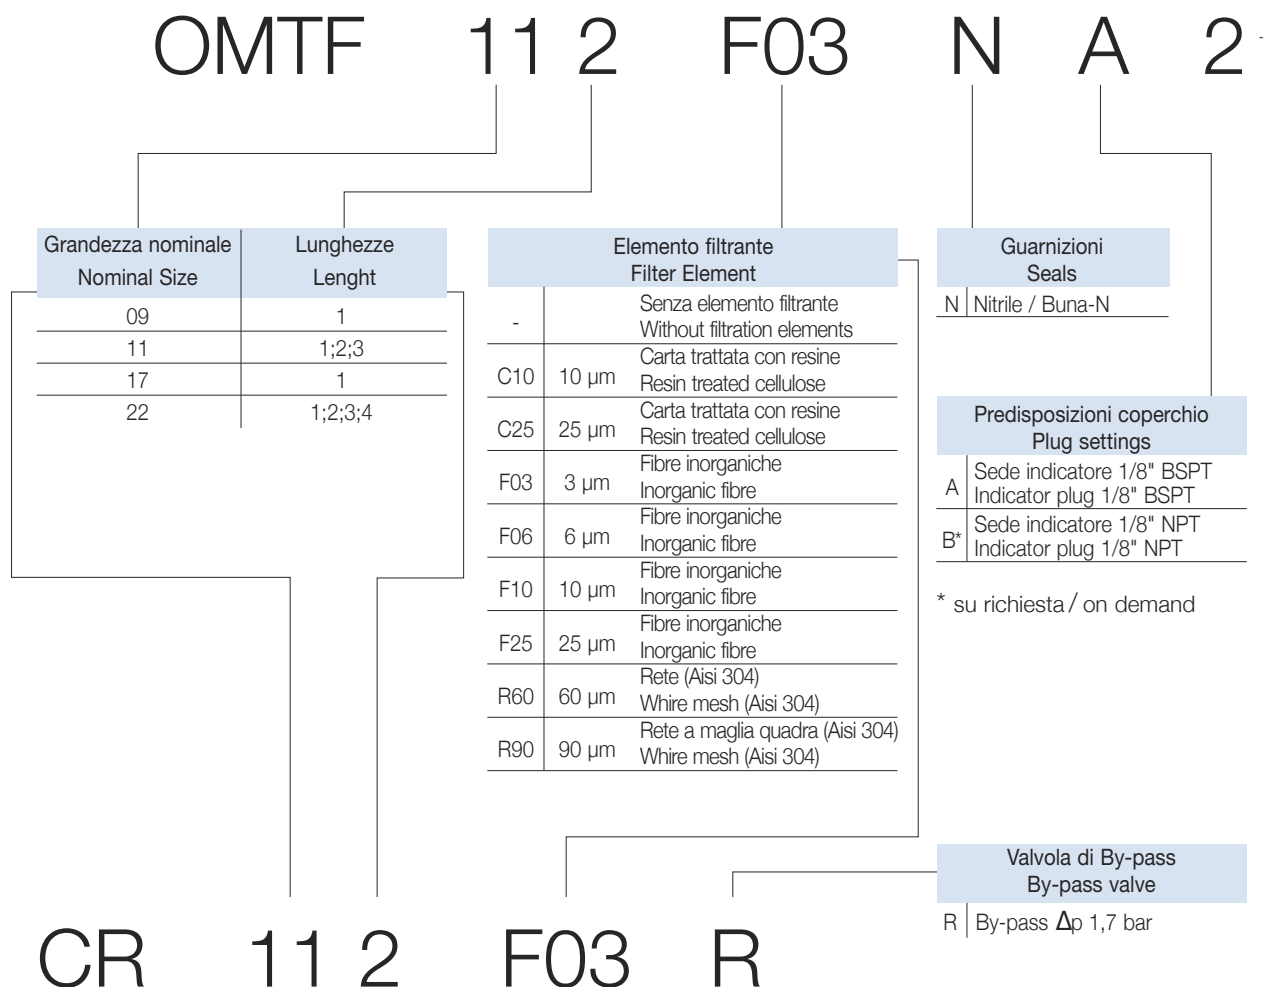 OMTF 11 2 F03 N A 2
Grandezza nominale
Nominal Size
Lunghezze
Lenght
09 1
11 1;2;3
17 1
22 1;2;3;4
Elemento filtrante
Filter Element
- Senza elemento filtrante
Without filtration elements
C10 10 µm Carta trattata con resine
Resin treated cellulose
C25 25 µm Carta trattata con resine
Resin treated cellulose
F03 3 µm Fibre inorganiche
Inorganic fibre
F06 6 µm Fibre inorganiche
Inorganic fibre
F10 10 µm Fibre inorganiche
Inorganic fibre
F25 25 µm Fibre inorganiche
Inorganic fibre
R60 60 µm Rete (Aisi 304)
Whire mesh (Aisi 304)
R90 90 µm Rete a maglia quadra (Aisi 304)
Whire mesh (Aisi 304)
Guarnizioni
Seals
N Nitrile / Buna-N
Predisposizioni coperchio
Plug settings
A Sede indicatore 1/8" BSPT
Indicator plug 1/8" BSPT
B* Sede indicatore 1/8" NPT
Indicator plug 1/8" NPT
* su richiesta / on demand
Valvola di By-pass
By-pass valve
R By-pass Δp 1,7 bar
CR 11 2 F03 R